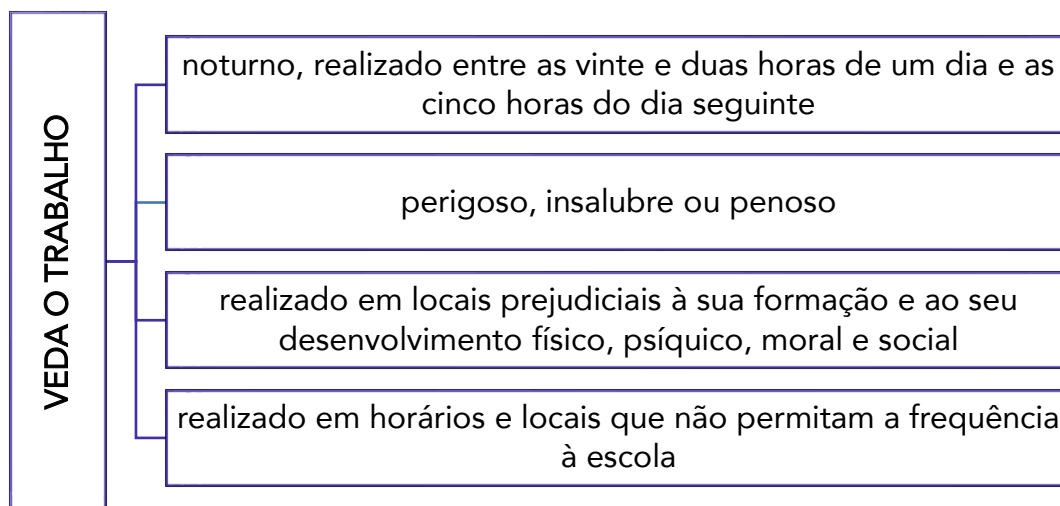 VEDA O TRABALHO
noturno, realizado entre as vinte e duas horas de um dia e as
cinco horas do dia seguinte
perigoso, insalubre ou penoso
realizado em locais prejudiciais à sua formação e ao seu
desenvolvimento físico, psíquico, moral e social
realizado em horários e locais que não permitam a frequência
à escola